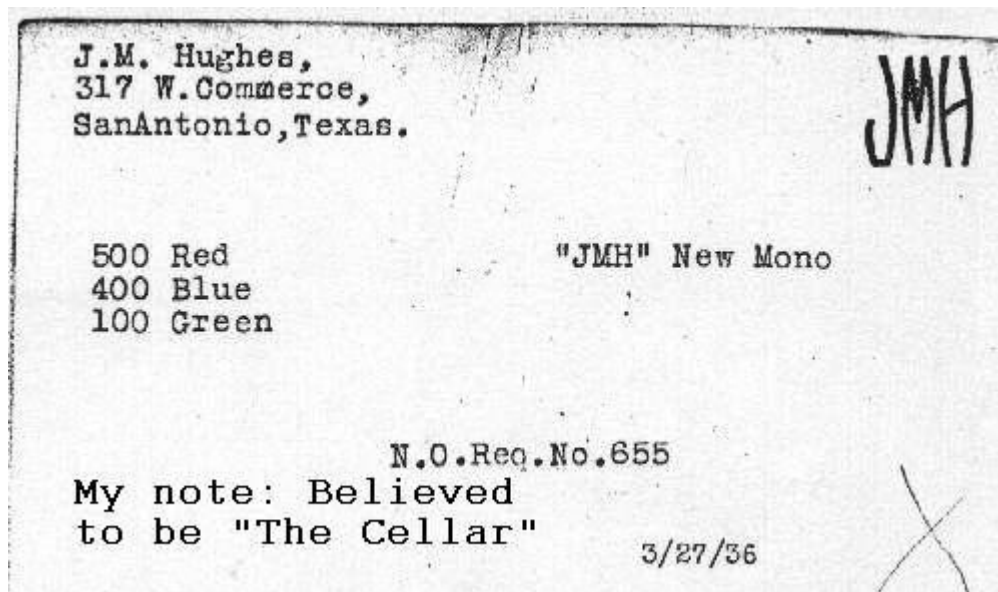 J.M. Hughes,
317 W.Commerce,
SanAntonio,Texas.
JMH
500 Red
"JMH" New Mono
400 Blue
100 Green
N.O.Req.No.655
My note: Believed
to be "The Cellar"
3/27/36